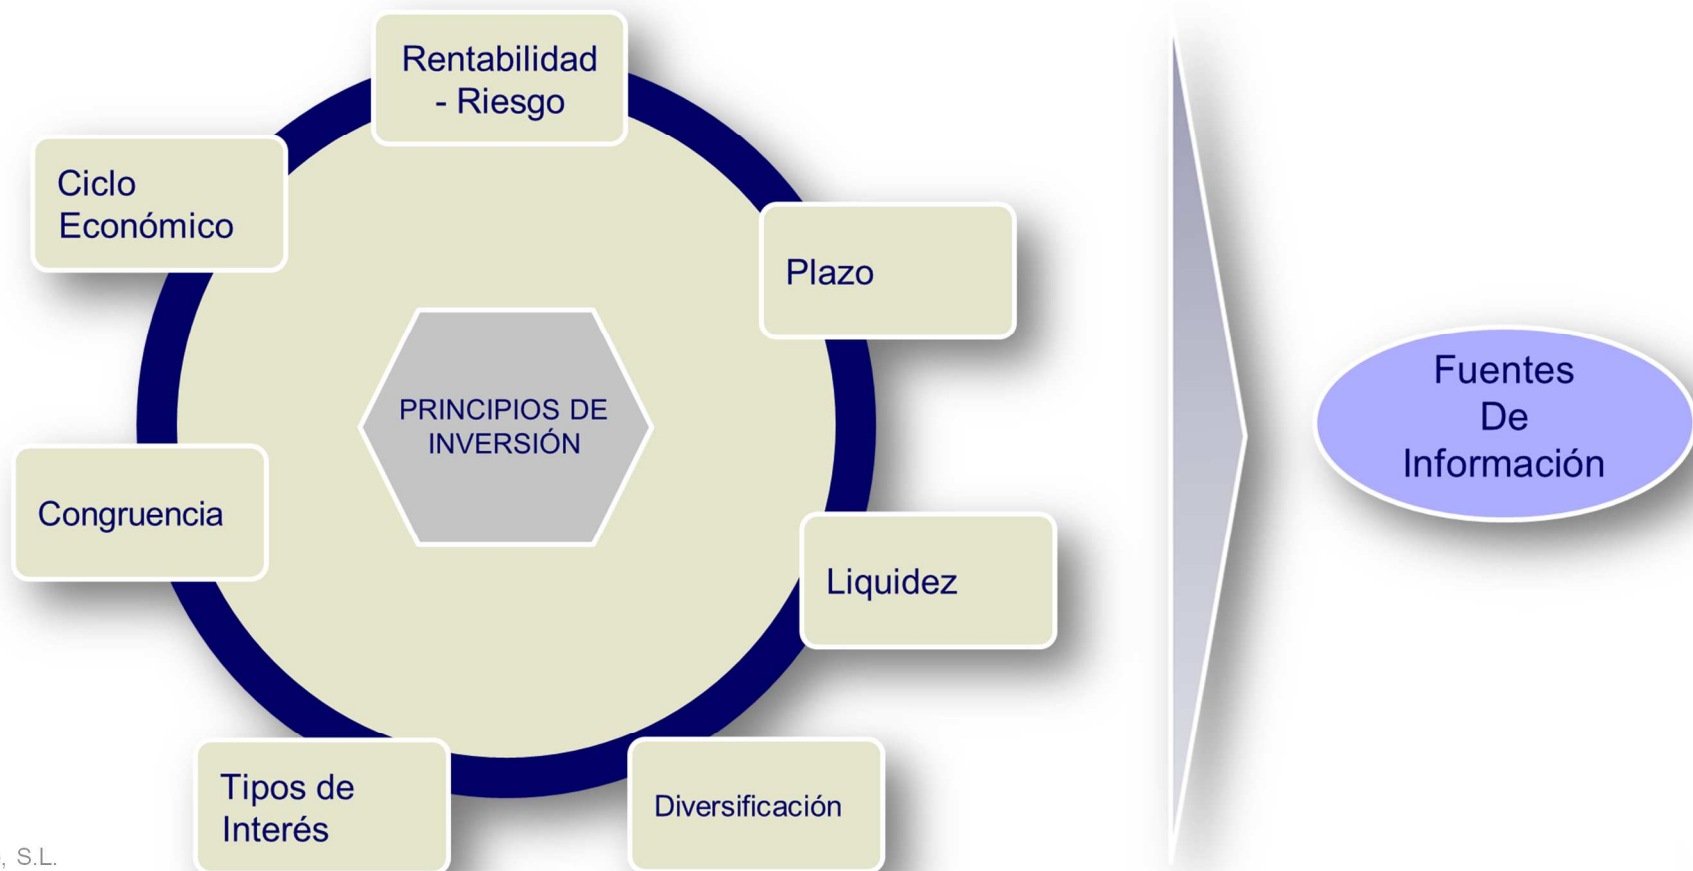 Rentabilidad
- Riesgo
Ciclo
Económico
Plazo
PRINCIPIOS DE
INVERSIÓN
Fuentes
De
Información
Congruencia
Liquidez
Tipos de
Interés
Diversificación
, S.L.